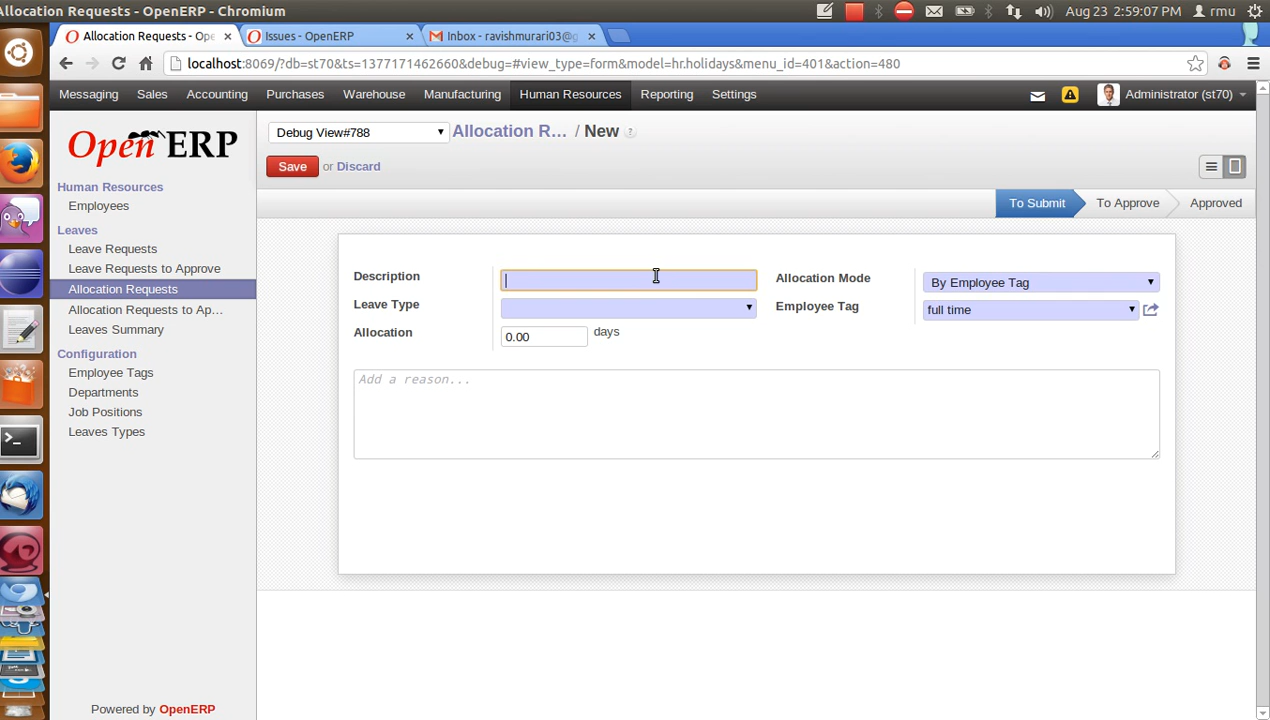 Allocation Requests - OpenERP - Chromium
Aug 23 2:59:07 PM
rmu
Allocation Requests - Ope
Issues - OpenERP
Inbox - ravishmurari03@g
localhost:8069/?db=st70&ts=1377171462660&debug=#view_type=form&model=hr.holidays&menu_id=401&action=480
Messaging Sales Accounting Purchases Warehouse Manufacturing Human Resources Reporting Settings
Administrator (st70)
OpenERP
Debug View#788
Allocation R... / New ?
Save or Discard
To Submit To Approve Approved
Human Resources
Employees
Leaves
Leave Requests
Leave Requests to Approve
Allocation Requests
Allocation Requests to Ap...
Leaves Summary
Configuration
Employee Tags
Departments
Job Positions
Leaves Types
Description
Leave Type
Allocation 0.00 days
Allocation Mode By Employee Tag
Employee Tag full time
Add a reason...
Powered by OpenERP